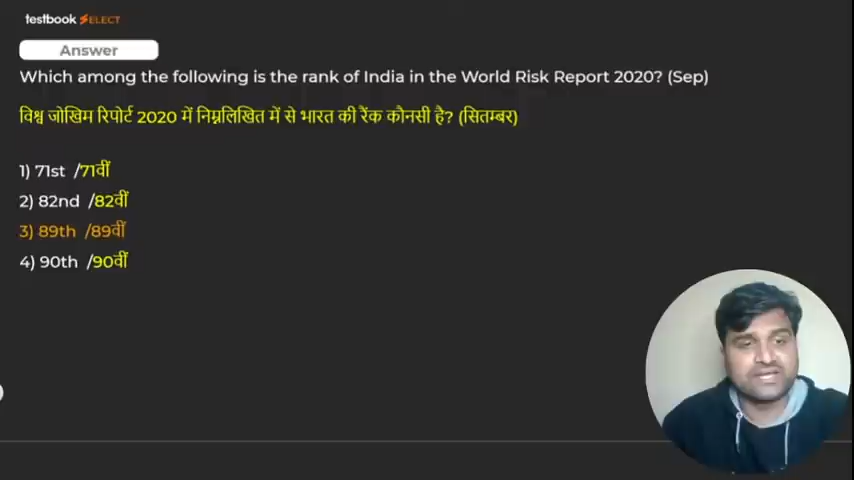 testbook SELECT
Answer
Which among the following is the rank of India in the World Risk Report 2020? (Sep)
विश्व जोखिम रिपोर्ट 2020 में निम्नलिखित में से भारत की रैंक कौनसी है? (सितम्बर)
1) 71st /71वीं
2) 82nd /82वीं
3) 89th /89वीं
4) 90th /90वीं